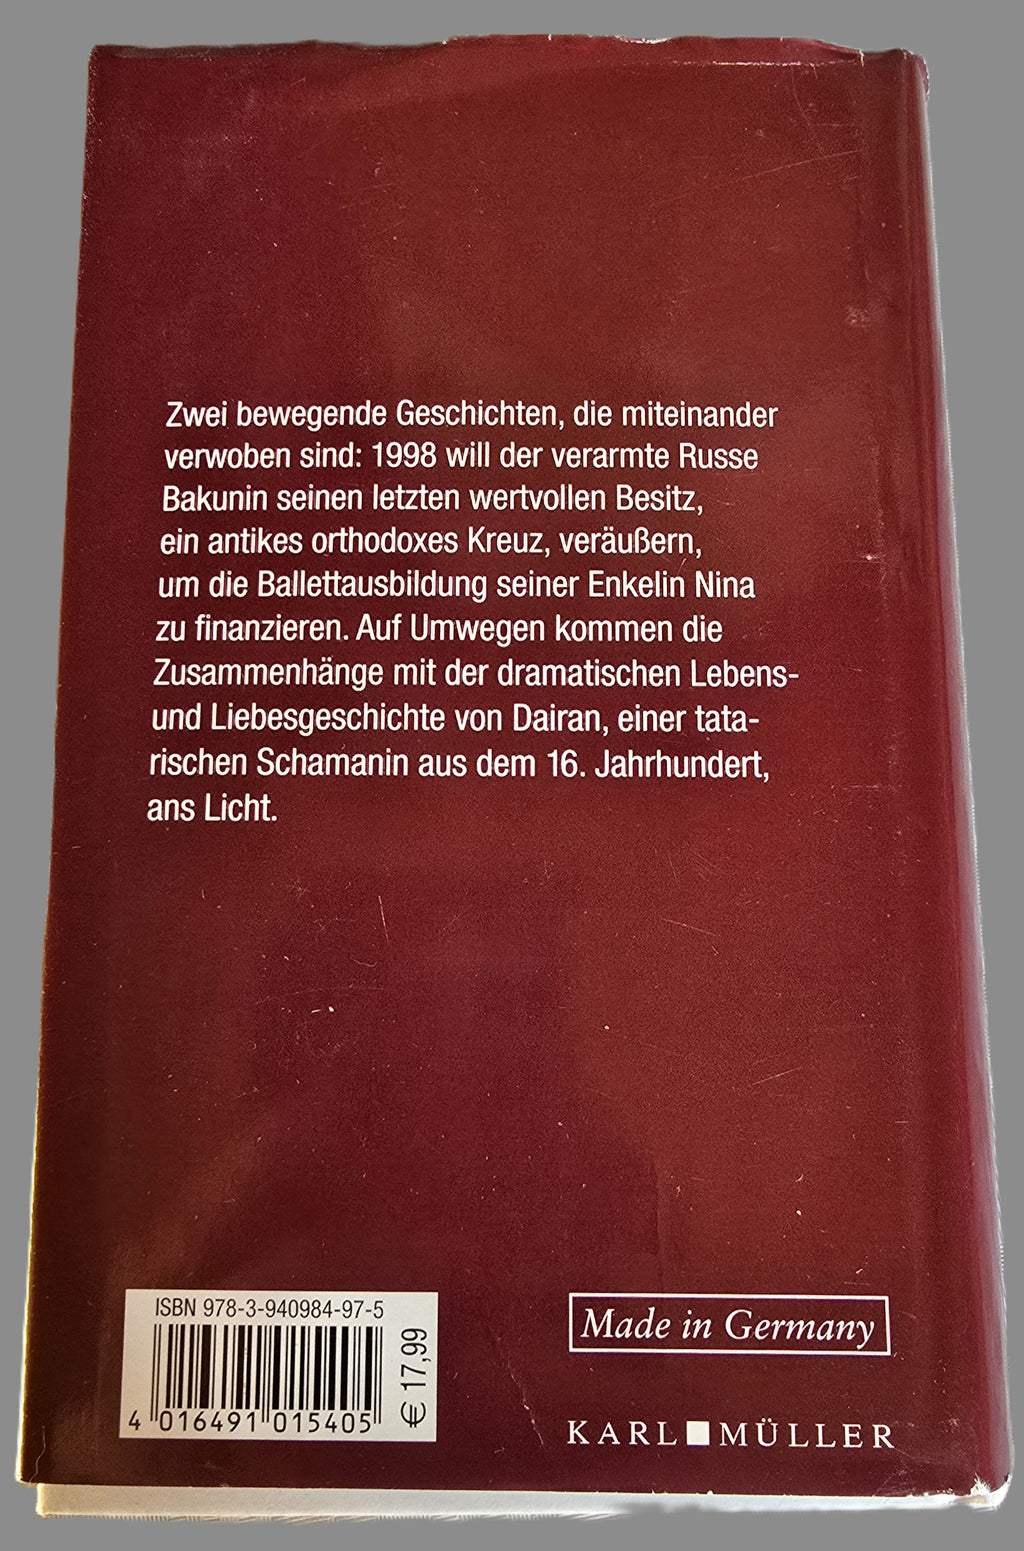 Zwei bewegende Geschichten, die miteinander
verwoben sind: 1998 will der verarmte Russe
Bakunin seinen letzten wertvollen Besitz,
ein antikes orthodoxes Kreuz, veräußern,
um die Ballettausbildung seiner Enkelin Nina
zu finanzieren. Auf Umwegen kommen die
Zusammenhänge mit der dramatischen Lebens-
und Liebesgeschichte von Dairan, einer tata-
rischen Schamanin aus dem 16. Jahrhundert,
ans Licht.
ISBN 978-3-940984-97-5
4 016491 015405
€ 17,99
Made in Germany
KARL MÜLLER